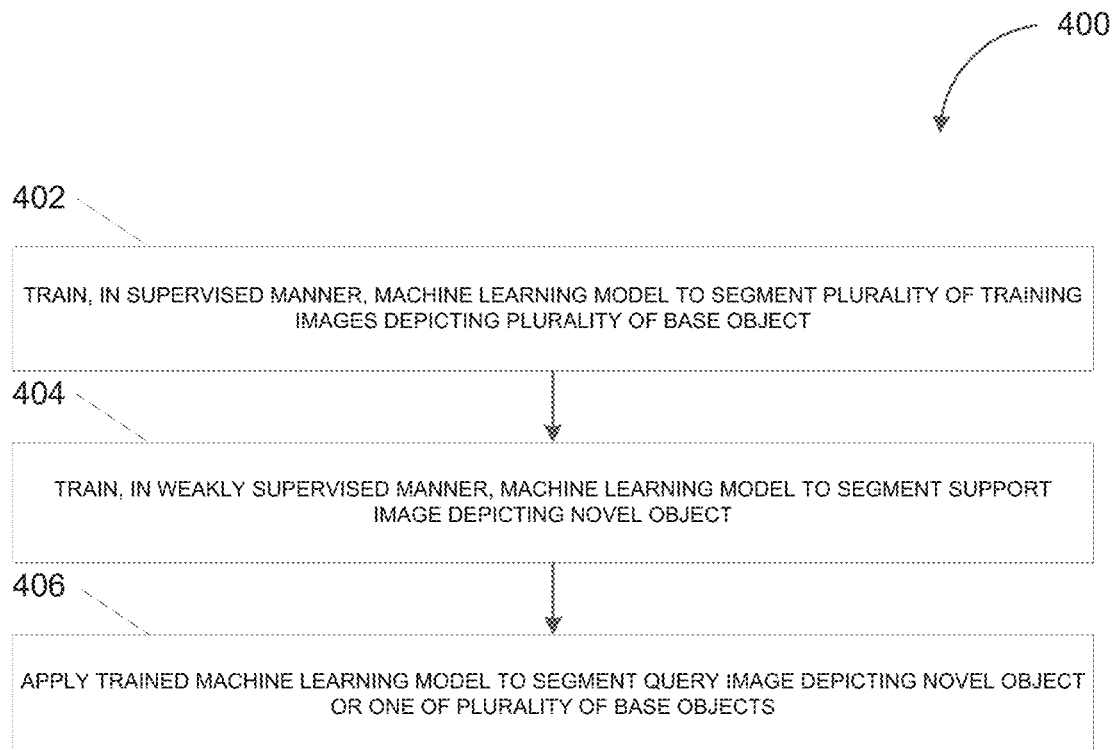 400
402
TRAIN, IN SUPERVISED MANNER, MACHINE LEARNING MODEL TO SEGMENT PLURALITY OF TRAINING
IMAGES DEPICTING PLURALITY OF BASE OBJECT
404
TRAIN, IN WEAKLY SUPERVISED MANNER, MACHINE LEARNING MODEL TO SEGMENT SUPPORT
IMAGE DEPICTING NOVEL OBJECT
406
APPLY TRAINED MACHINE LEARNING MODEL TO SEGMENT QUERY IMAGE DEPICTING NOVEL OBJECT
OR ONE OF PLURALITY OF BASE OBJECTS